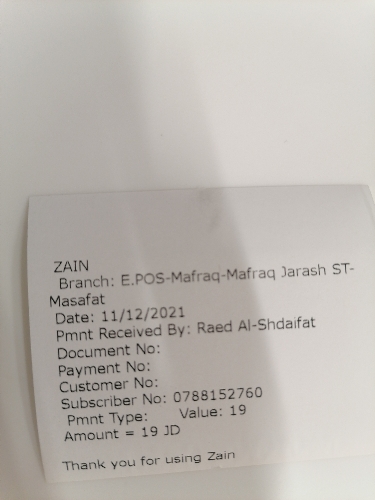 ZAIN
Branch: E.POS-Mafraq-Mafraq Jarash ST-
Masafat
Date: 11/12/2021
Pmnt Received By: Raed Al-Shdaifat
Document No:
Payment No:
Customer No:
Subscriber No: 0788152760
Pmnt Type: Value: 19
Amount = 19 JD
Thank you for using Zain